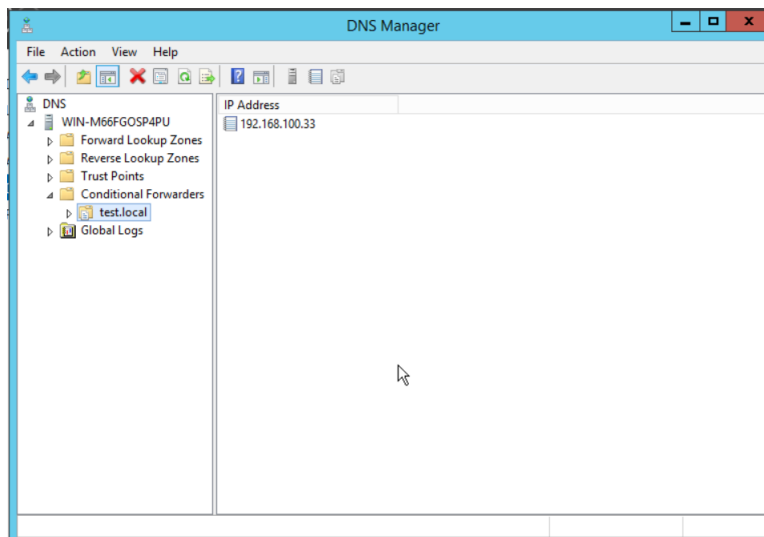 DNS Manager
File Action View Help
DNS
WIN-M66FGOSP4PU
Forward Lookup Zones
Reverse Lookup Zones
Trust Points
Conditional Forwarders
test.local
Global Logs
IP Address
192.168.100.33